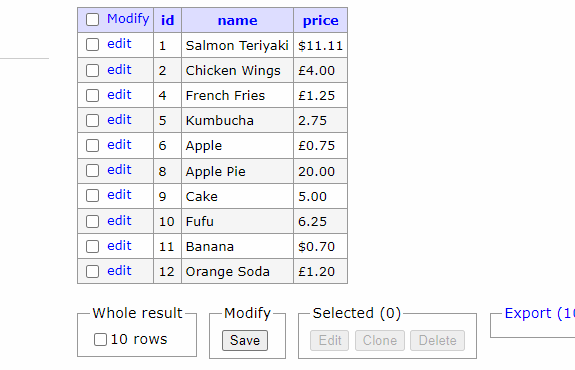 Modify id name price
edit 1 Salmon Teriyaki $11.11
edit 2 Chicken Wings £4.00
edit 4 French Fries £1.25
edit 5 Kumbucha 2.75
edit 6 Apple £0.75
edit 8 Apple Pie 20.00
edit 9 Cake 5.00
edit 10 Fufu 6.25
edit 11 Banana $0.70
edit 12 Orange Soda £1.20
Whole result Modify Selected (0) Export (10
10 rows Save Edit Clone Delete